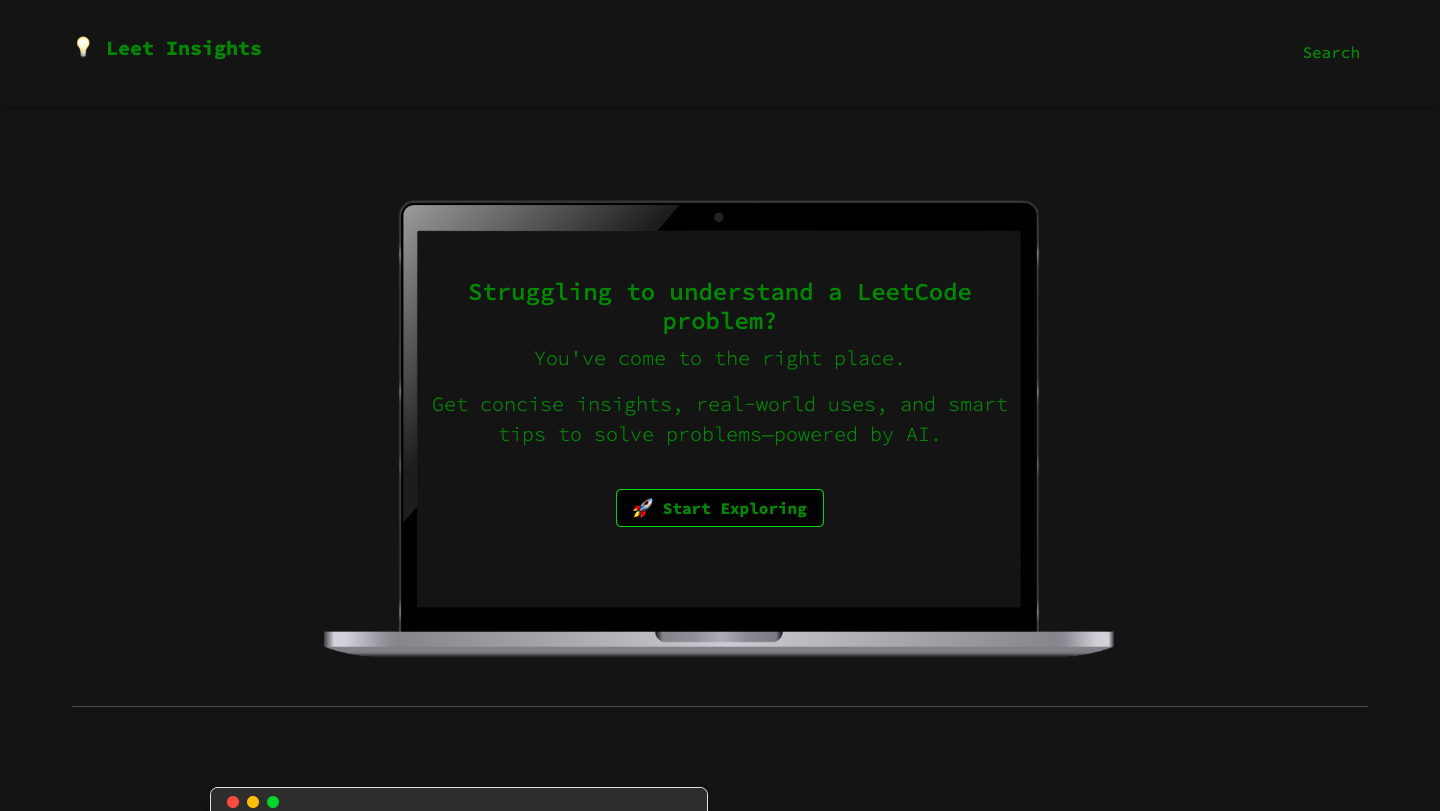 Leet Insights
Search
Struggling to understand a LeetCode
problem?
You've come to the right place.
Get concise insights, real-world uses, and smart
tips to solve problems—powered by AI.
🚀 Start Exploring